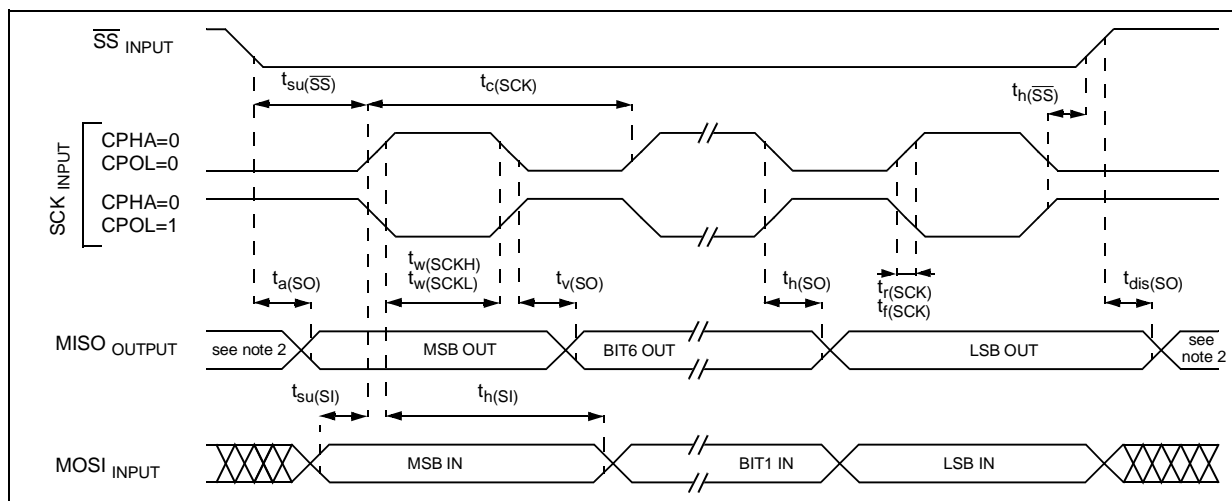 SS INPUT
tsu(SS)
tc(SCK)
th(SS)
SCK INPUT
CPHA=0
CPOL=0
CPHA=0
CPOL=1
ta(SO)
tw(SCKH)
tw(SCKL)
tv(SO)
th(SO)
tr(SCK)
tf(SCK)
tdis(SO)
MISO OUTPUT
see note 2
MSB OUT
BIT6 OUT
LSB OUT
see
note 2
tsu(SI)
th(SI)
MOSI INPUT
MSB IN
BIT1 IN
LSB IN